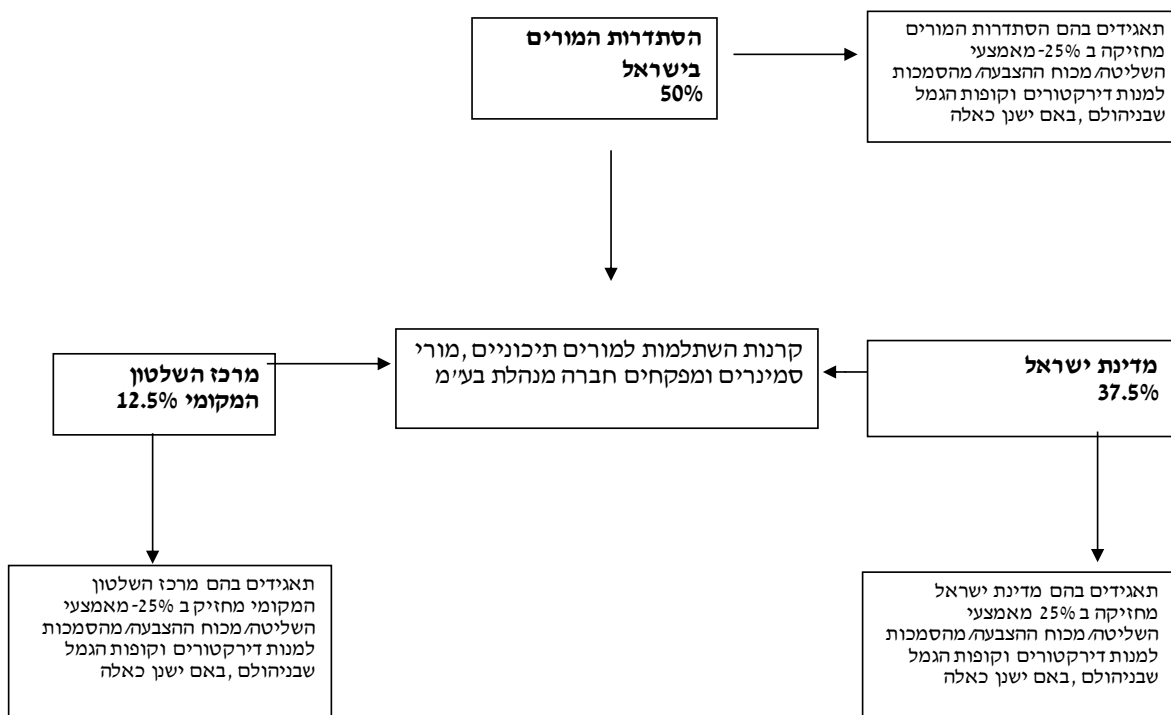 הסתדרות המורים
בישראל
50%
תאגידים בהם הסתדרות המורים
מחזיקה ב 25%- מאמצעי
השליטה/מכוח ההצבעה/מהסמכות
למנות דירקטורים וקופות הגמל
שבניהולם ,באם ישנן כאלה
קרנות השתלמות למורים תיכוניים ,מורי
סמינרים ומפקחים חברה מנהלת בע״מ
מדינת ישראל
37.5%
מרכז השלטון
המקומי 12.5%
תאגידים בהם מדינת ישראל
מחזיקה ב 25% מאמצעי
השליטה/מכוח ההצבעה/מהסמכות
למנות דירקטורים וקופות הגמל
שבניהולם ,באם ישנן כאלה
תאגידים בהם מרכז השלטון
המקומי מחזיק ב 25%- מאמצעי
השליטה/מכוח ההצבעה/מהסמכות
למנות דירקטורים וקופות הגמל
שבניהולם ,באם ישנן כאלה